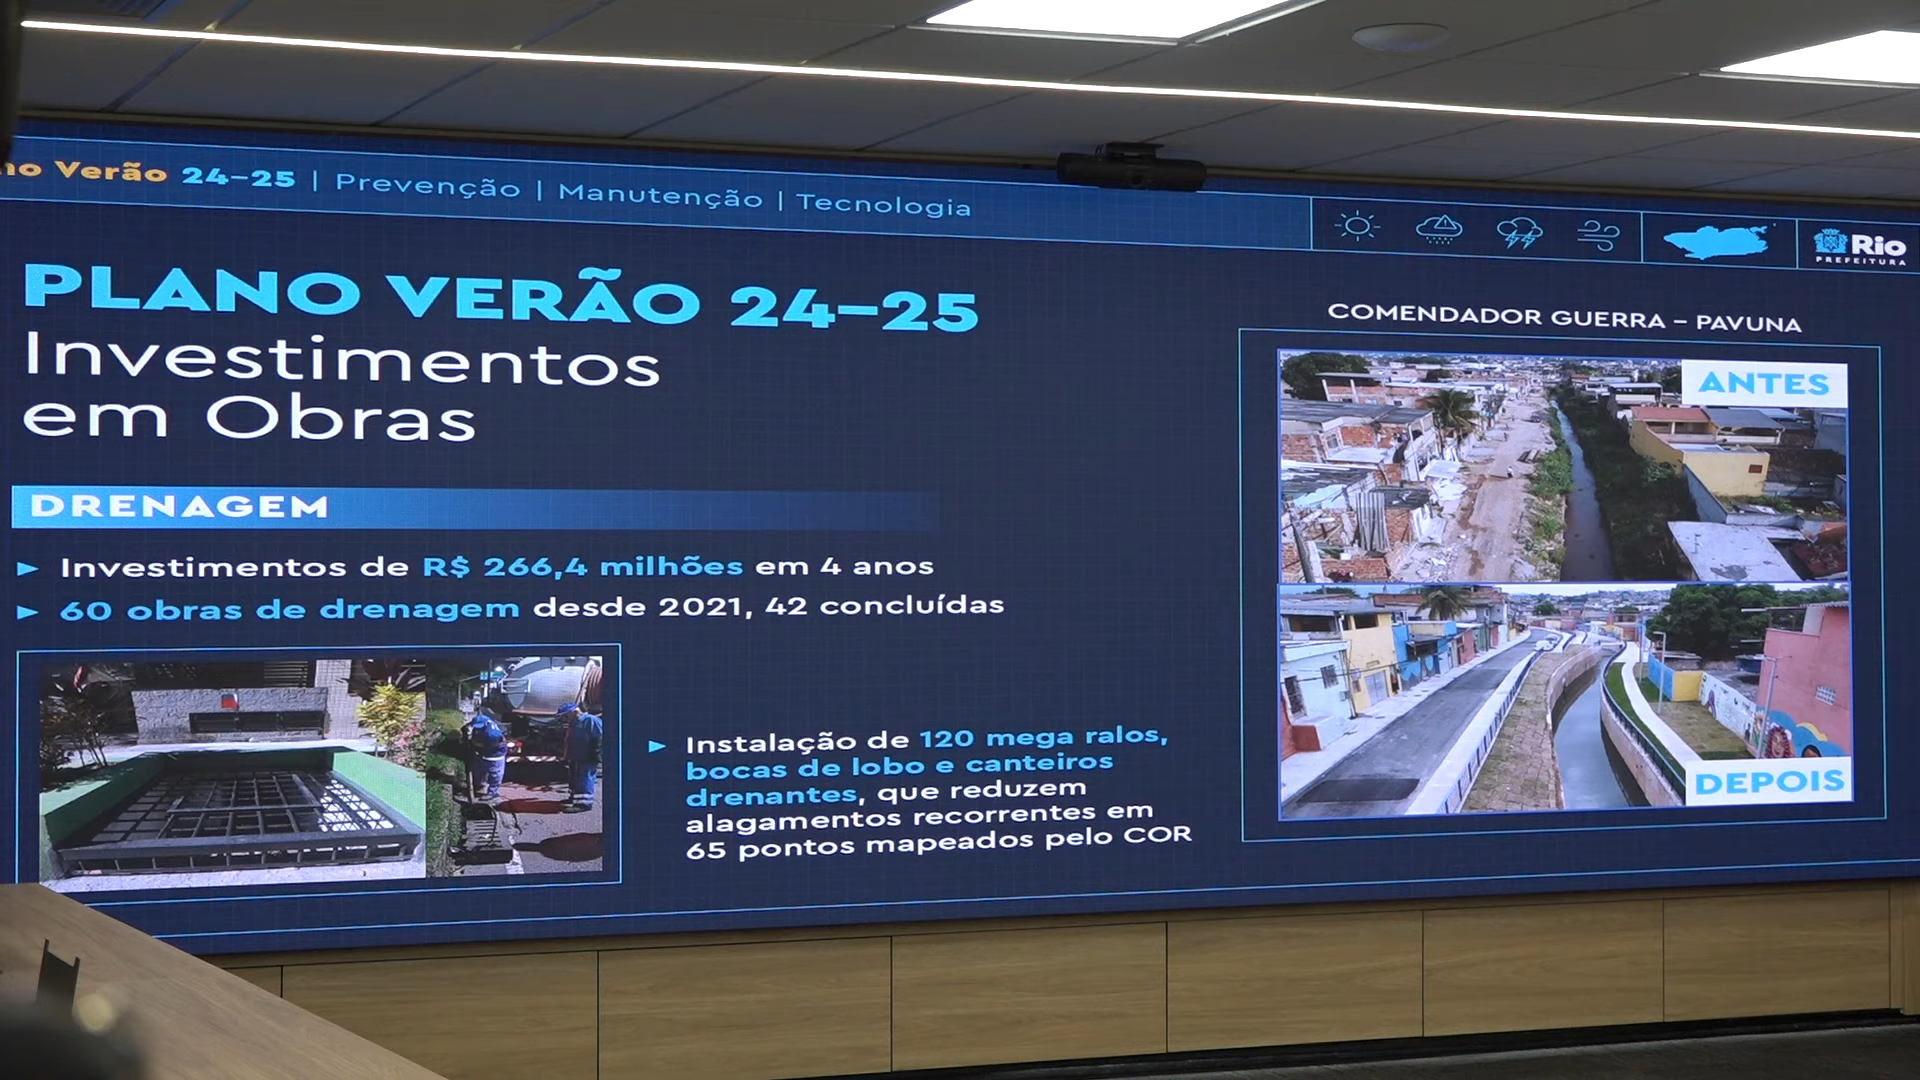 Verão 24-25 | Prevenção | Manutenção | Tecnologia
Rio
PREFEITURA
PLANO VERÃO 24-25
Investimentos
em Obras
DRENAGEM
► Investimentos de R$ 266,4 milhões em 4 anos
► 60 obras de drenagem desde 2021, 42 concluídas
► Instalação de 120 mega ralos,
bocas de lobo e canteiros
drenantes, que reduzem
alagamentos recorrentes em
65 pontos mapeados pelo COR
COMENDADOR GUERRA - PAVUNA
ANTES
DEPOIS